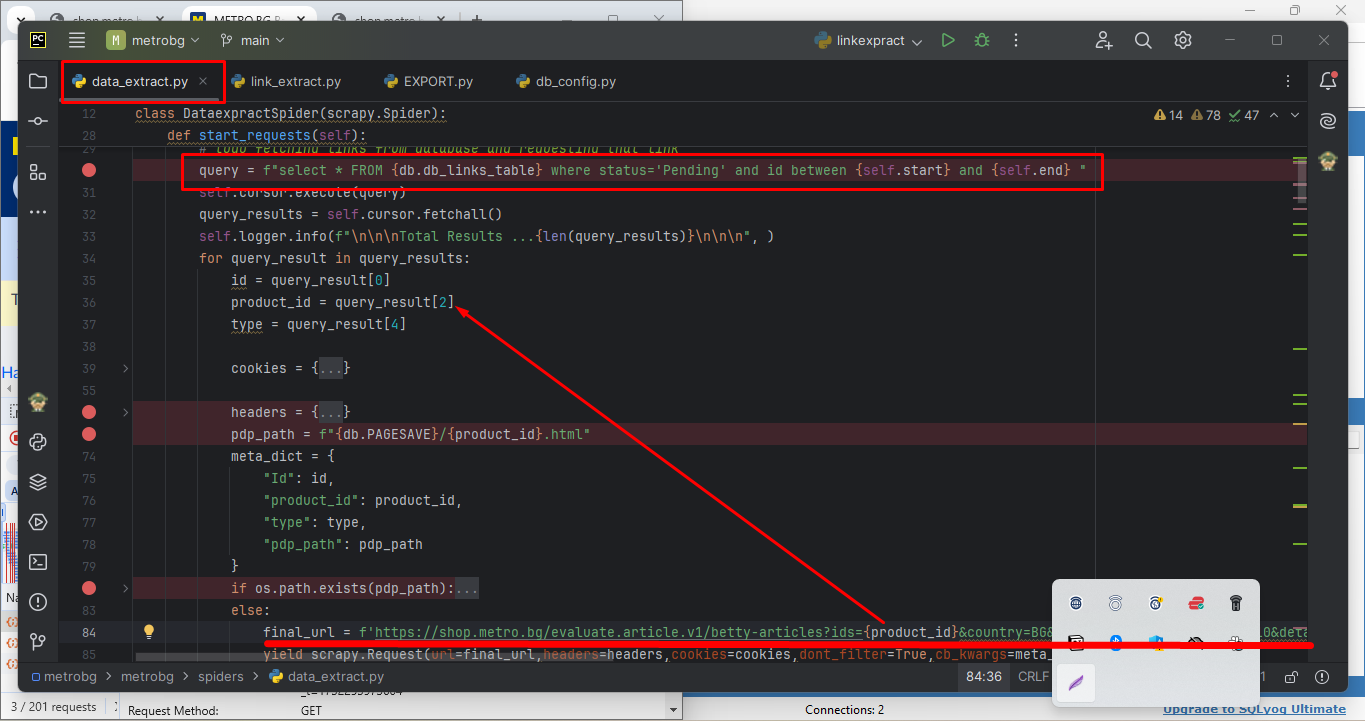 shop.metro.b
METRO BG B
shop.metro.b
PC
M metrobg
main
linkexpract
data_extract.py
link_extract.py
EXPORT.py
db_config.py
14 78 47
12 class DataexpractSpider(scrapy.Spider):
28 def start_requests(self):
29 # todo fetching links from database and requesting that link
query = f"select * FROM {db.db_links_table} where status='Pending' and id between {self.start} and {self.end} "
31 self.cursor.execute(query)
32 query_results = self.cursor.fetchall()
33 self.logger.info(f"\n\n\nTotal Results ...{len(query_results)}\n\n\n", )
34 for query_result in query_results:
35 id = query_result[0]
36 product_id = query_result[2]
37 type = query_result[4]
38
39 cookies = {...}
55
headers = {...}
pdp_path = f"{db.PAGESAVE}/{product_id}.html"
74 meta_dict = {
75 "Id": id,
76 "product_id": product_id,
77 "type": type,
78 "pdp_path": pdp_path
79 }
if os.path.exists(pdp_path):...
83 else:
84 final_url = f'https://shop.metro.bg/evaluate.article.v1/betty-articles?ids={product_id}&country=BG&
85 yield scrapy.Request(url=final_url,headers=headers,cookies=cookies,dont_filter=True,cb_kwargs=meta_
metrobg > metrobg > spiders > data_extract.py
84:36 CRLF
3 / 201 requests
Request Method: GET
Connections: 2
Upgrade to SQLyog Ultimate